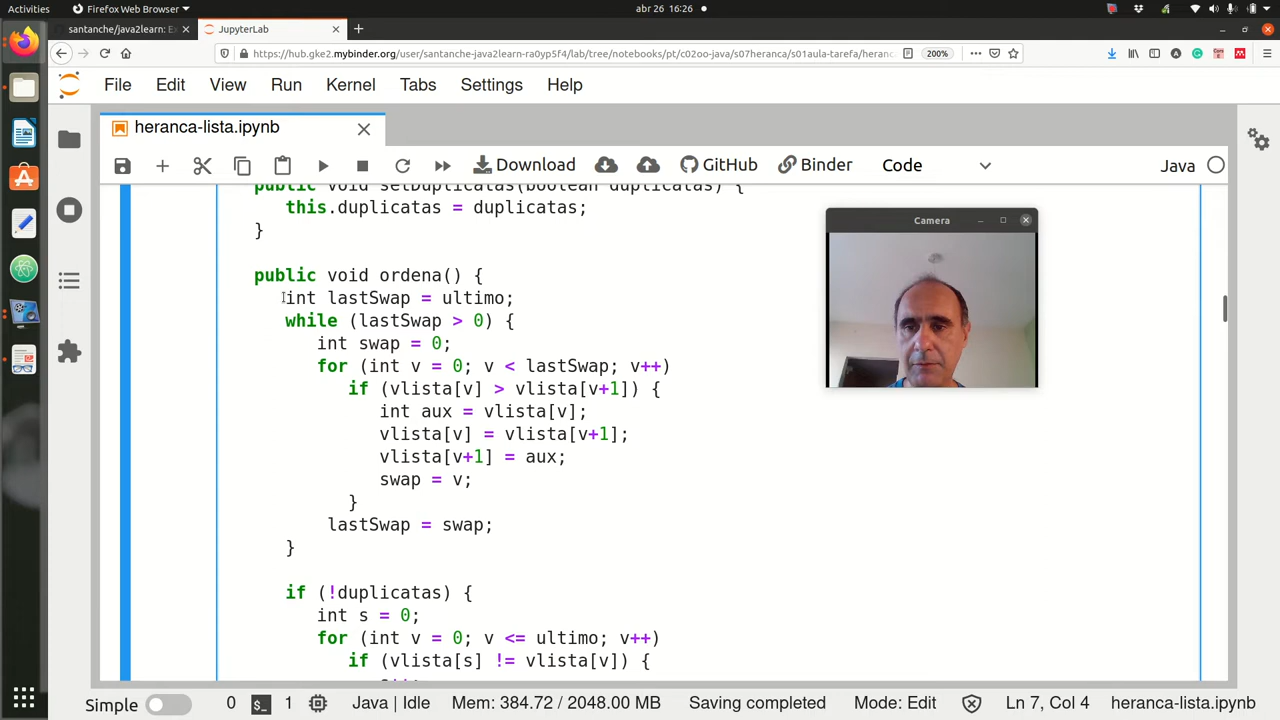 Activities
Firefox Web Browser
abr 26 16:26
santanche/java2learn: Ex
JupyterLab
https://hub.gke2.mybinder.org/user/santanche-java2learn-ra0yp5f4/lab/tree/notebooks/pt/c02oo-java/s07heranca/s01aula-tarefa/heran
200%
File Edit View Run Kernel Tabs Settings Help
heranca-lista.ipynb
Download GitHub Binder Code Java
public void setDuplicatas(boolean duplicatas) {
this.duplicatas = duplicatas;
}
Camera
public void ordena() {
int lastSwap = ultimo;
while (lastSwap > 0) {
int swap = 0;
for (int v = 0; v < lastSwap; v++)
if (vlista[v] > vlista[v+1]) {
int aux = vlista[v];
vlista[v] = vlista[v+1];
vlista[v+1] = aux;
swap = v;
}
lastSwap = swap;
}
if (!duplicatas) {
int s = 0;
for (int v = 0; v <= ultimo; v++)
if (vlista[s] != vlista[v]) {
Simple 0 1 Java | Idle Mem: 384.72 / 2048.00 MB Saving completed Mode: Edit Ln 7, Col 4 heranca-lista.ipynb